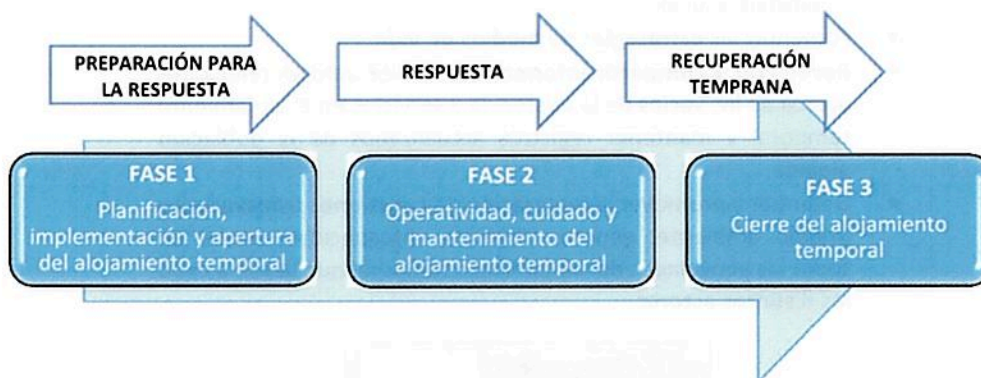 PREPARACIÓN PARA
LA RESPUESTA
RESPUESTA
RECUPERACIÓN
TEMPRANA
FASE 1
Planificación,
implementación y apertura
del alojamiento temporal
FASE 2
Operatividad, cuidado y
mantenimiento del
alojamiento temporal
FASE 3
Cierre del alojamiento
temporal